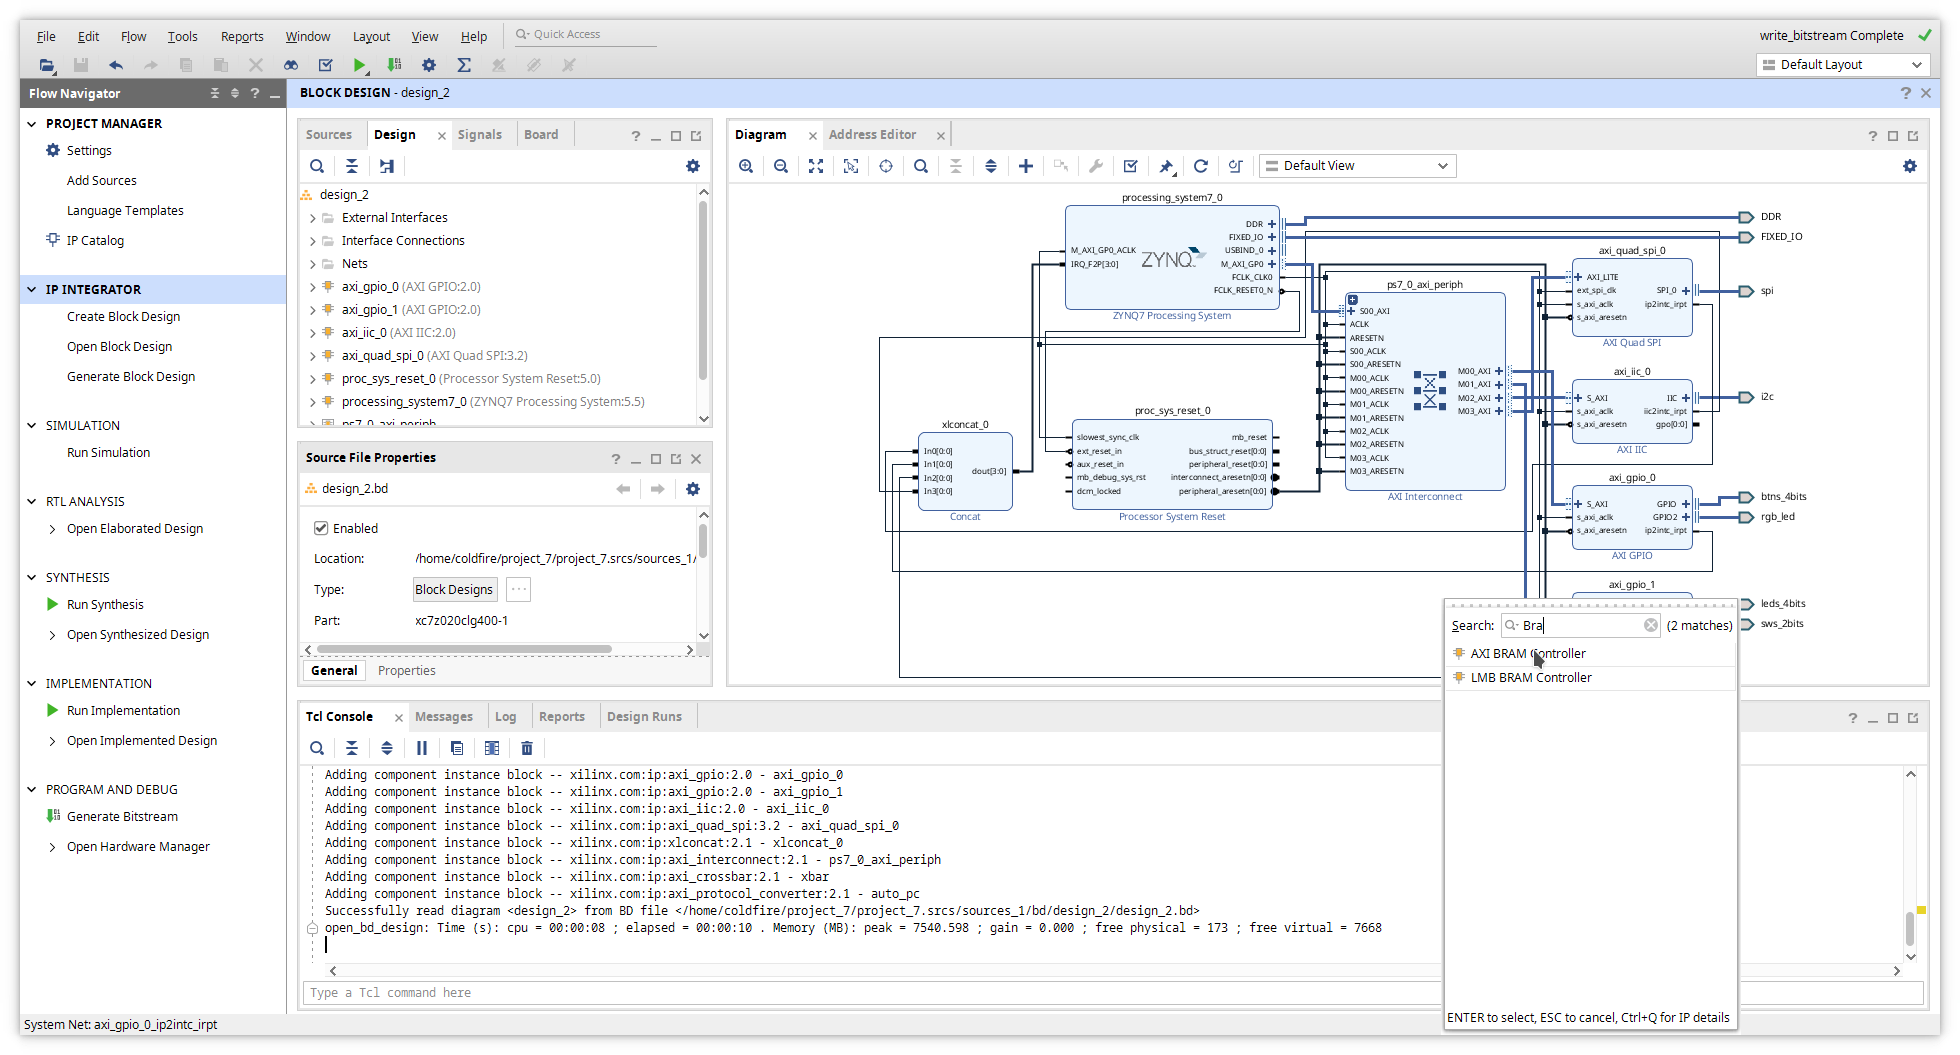 File Edit Flow Tools Reports Window Layout View Help Quick Access write_bitstream Complete
Default Layout
Flow Navigator
PROJECT MANAGER
Settings
Add Sources
Language Templates
IP Catalog
IP INTEGRATOR
Create Block Design
Open Block Design
Generate Block Design
SIMULATION
Run Simulation
RTL ANALYSIS
Open Elaborated Design
SYNTHESIS
Run Synthesis
Open Synthesized Design
IMPLEMENTATION
Run Implementation
Open Implemented Design
PROGRAM AND DEBUG
Generate Bitstream
Open Hardware Manager
BLOCK DESIGN - design_2
Sources Design Signals Board
design_2
External Interfaces
Interface Connections
Nets
axi_gpio_0 (AXI GPIO:2.0)
axi_gpio_1 (AXI GPIO:2.0)
axi_iic_0 (AXI IIC:2.0)
axi_quad_spi_0 (AXI Quad SPI:3.2)
proc_sys_reset_0 (Processor System Reset:5.0)
processing_system7_0 (ZYNQ7 Processing System:5.5)
ps7_0_axi_periph
Source File Properties
design_2.bd
Enabled
Location: /home/coldfire/project_7/project_7.srcs/sources_1/
Type: Block Designs ...
Part: xc7z020clg400-1
General Properties
Diagram Address Editor
Default View
processing_system7_0
M_AXI_GP0_ACLK
IRQ_F2P[3:0]
ZYNQ
DDR
FIXED_IO
USBIND_0
M_AXI_GP0
FCLK_CLK0
FCLK_RESET0_N
ZYNQ7 Processing System
xlconcat_0
In0[0:0]
In1[0:0]
In2[0:0]
In3[0:0]
dout[3:0]
Concat
proc_sys_reset_0
slowest_sync_clk
ext_reset_in
aux_reset_in
mb_debug_sys_rst
dcm_locked
mb_reset
bus_struct_reset[0:0]
peripheral_reset[0:0]
interconnect_aresetn[0:0]
peripheral_aresetn[0:0]
Processor System Reset
ps7_0_axi_periph
S00_AXI
ACLK
ARESETN
S00_ACLK
S00_ARESETN
M00_ACLK
M00_ARESETN
M01_ACLK
M01_ARESETN
M02_ACLK
M02_ARESETN
M03_ACLK
M03_ARESETN
M00_AXI
M01_AXI
M02_AXI
M03_AXI
AXI Interconnect
axi_quad_spi_0
AXI_LITE
ext_spi_clk
s_axi_aclk
s_axi_aresetn
SPI_0
ip2intc_irpt
AXI Quad SPI
axi_iic_0
S_AXI
s_axi_aclk
s_axi_aresetn
IIC
iic2intc_irpt
gpo[0:0]
AXI IIC
axi_gpio_0
S_AXI
s_axi_aclk
s_axi_aresetn
GPIO
GPIO2
ip2intc_irpt
AXI GPIO
axi_gpio_1
DDR
FIXED_IO
spi
i2c
btns_4bits
rgb_led
leds_4bits
sws_2bits
Search: Bra (2 matches)
AXI BRAM Controller
LMB BRAM Controller
ENTER to select, ESC to cancel, Ctrl+Q for IP details
Tcl Console Messages Log Reports Design Runs
Adding component instance block -- xilinx.com:ip:axi_gpio:2.0 - axi_gpio_0
Adding component instance block -- xilinx.com:ip:axi_gpio:2.0 - axi_gpio_1
Adding component instance block -- xilinx.com:ip:axi_iic:2.0 - axi_iic_0
Adding component instance block -- xilinx.com:ip:axi_quad_spi:3.2 - axi_quad_spi_0
Adding component instance block -- xilinx.com:ip:xlconcat:2.1 - xlconcat_0
Adding component instance block -- xilinx.com:ip:axi_interconnect:2.1 - ps7_0_axi_periph
Adding component instance block -- xilinx.com:ip:axi_crossbar:2.1 - xbar
Adding component instance block -- xilinx.com:ip:axi_protocol_converter:2.1 - auto_pc
Successfully read diagram <design_2> from BD file </home/coldfire/project_7/project_7.srcs/sources_1/bd/design_2/design_2.bd>
open_bd_design: Time (s): cpu = 00:00:08 ; elapsed = 00:00:10 . Memory (MB): peak = 7540.598 ; gain = 0.000 ; free physical = 173 ; free virtual = 7668
Type a Tcl command here
System Net: axi_gpio_0_ip2intc_irpt